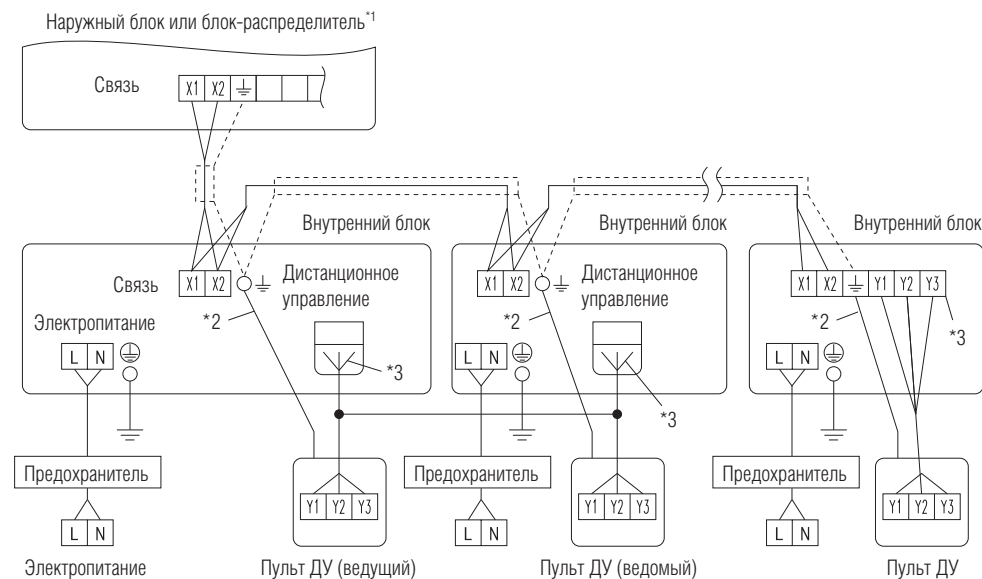 Наружный блок или блок-распределитель*1
Связь
X1 X2
Внутренний блок
Внутренний блок
Внутренний блок
Связь
X1 X2
Дистанционное
управление
X1 X2
Дистанционное
управление
X1 X2 Y1 Y2 Y3
*2
*2
*2
*3
Электропитание
L N
*3
L N
*3
L N
Предохранитель
Предохранитель
Предохранитель
Y1 Y2 Y3
Y1 Y2 Y3
Y1 Y2 Y3
L N
L N
L N
Электропитание
Пульт ДУ (ведущий)
Пульт ДУ (ведомый)
Пульт ДУ